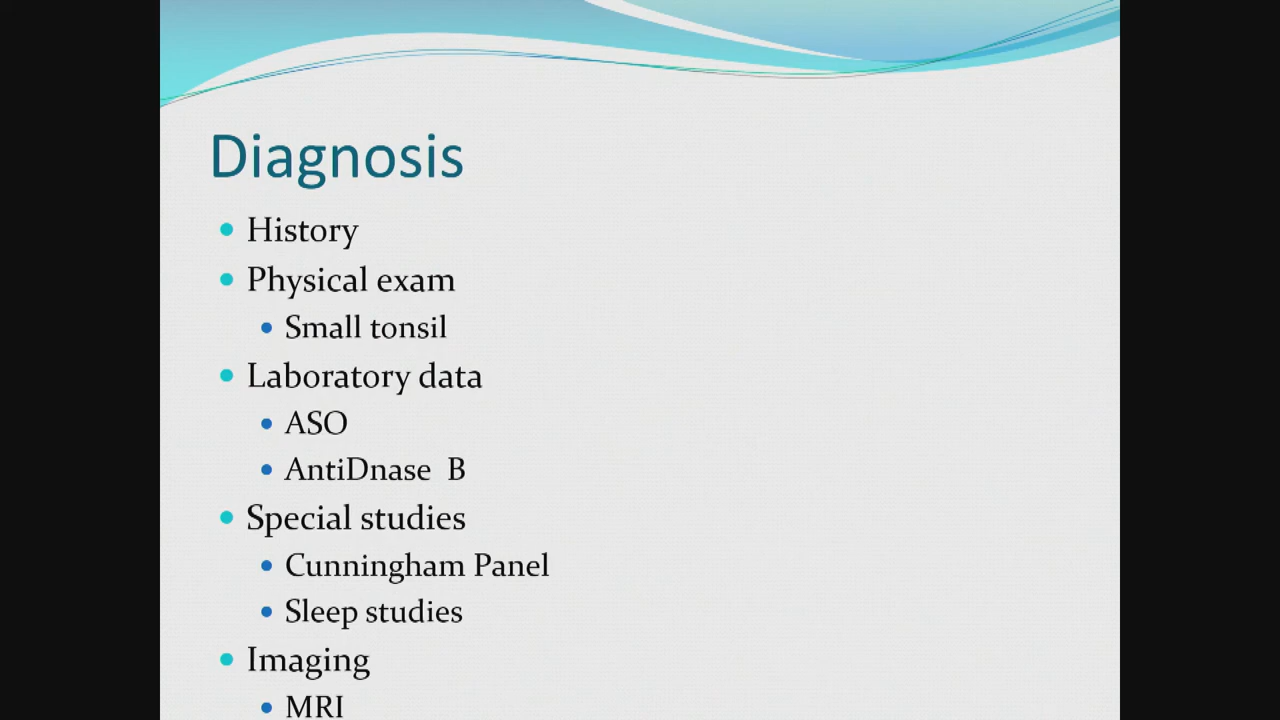 Diagnosis
History
Physical exam
Small tonsil
Laboratory data
ASO
AntiDnase B
Special studies
Cunningham Panel
Sleep studies
Imaging
MRI